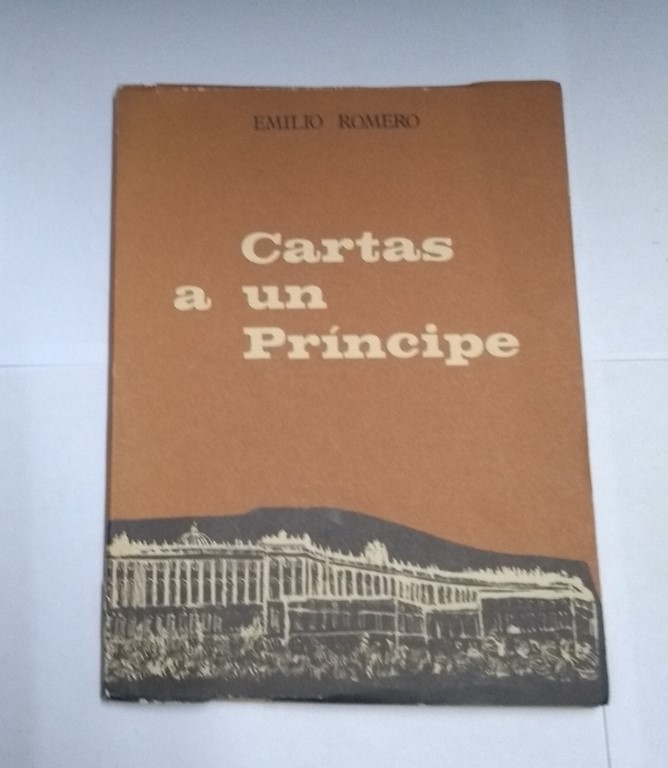 EMILIO ROMERO
Cartas
a un
Príncipe